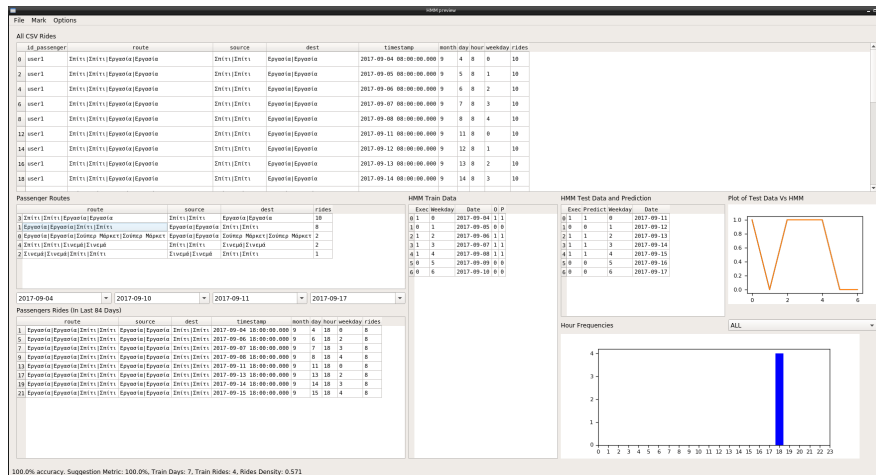 HMM preview
File Mark Options
All CSV Rides
id_passenger route source dest timestamp month day hour weekday rides
0 user1 Σπίτι|Σπίτι|Εργασία|Εργασία Σπίτι|Σπίτι Εργασία|Εργασία 2017-09-04 08:00:00.000 9 4 8 0 10
2 user1 Σπίτι|Σπίτι|Εργασία|Εργασία Σπίτι|Σπίτι Εργασία|Εργασία 2017-09-05 08:00:00.000 9 5 8 1 10
4 user1 Σπίτι|Σπίτι|Εργασία|Εργασία Σπίτι|Σπίτι Εργασία|Εργασία 2017-09-06 08:00:00.000 9 6 8 2 10
6 user1 Σπίτι|Σπίτι|Εργασία|Εργασία Σπίτι|Σπίτι Εργασία|Εργασία 2017-09-07 08:00:00.000 9 7 8 3 10
8 user1 Σπίτι|Σπίτι|Εργασία|Εργασία Σπίτι|Σπίτι Εργασία|Εργασία 2017-09-08 08:00:00.000 9 8 8 4 10
12 user1 Σπίτι|Σπίτι|Εργασία|Εργασία Σπίτι|Σπίτι Εργασία|Εργασία 2017-09-11 08:00:00.000 9 11 8 0 10
14 user1 Σπίτι|Σπίτι|Εργασία|Εργασία Σπίτι|Σπίτι Εργασία|Εργασία 2017-09-12 08:00:00.000 9 12 8 1 10
16 user1 Σπίτι|Σπίτι|Εργασία|Εργασία Σπίτι|Σπίτι Εργασία|Εργασία 2017-09-13 08:00:00.000 9 13 8 2 10
18 user1 Σπίτι|Σπίτι|Εργασία|Εργασία Σπίτι|Σπίτι Εργασία|Εργασία 2017-09-14 08:00:00.000 9 14 8 3 10
Passenger Routes
route source dest rides
3 Σπίτι|Σπίτι|Εργασία|Εργασία Σπίτι|Σπίτι Εργασία|Εργασία 10
1 Εργασία|Εργασία|Σπίτι|Σπίτι Εργασία|Εργασία Σπίτι|Σπίτι 8
0 Εργασία|Εργασία|Σούπερ Μάρκετ|Σούπερ Μάρκετ Εργασία|Εργασία Σούπερ Μάρκετ|Σούπερ Μάρκετ 2
4 Σπίτι|Σπίτι|Σινεμά|Σινεμά Σπίτι|Σπίτι Σινεμά|Σινεμά 2
2 Σινεμά|Σινεμά|Σπίτι|Σπίτι Σινεμά|Σινεμά Σπίτι|Σπίτι 1
2017-09-04 2017-09-10 2017-09-11 2017-09-17
Passengers Rides (In Last 84 Days)
route source dest timestamp month day hour weekday rides
1 Εργασία|Εργασία|Σπίτι|Σπίτι Εργασία|Εργασία Σπίτι|Σπίτι 2017-09-04 18:00:00.000 9 4 18 0 8
5 Εργασία|Εργασία|Σπίτι|Σπίτι Εργασία|Εργασία Σπίτι|Σπίτι 2017-09-06 18:00:00.000 9 6 18 2 8
7 Εργασία|Εργασία|Σπίτι|Σπίτι Εργασία|Εργασία Σπίτι|Σπίτι 2017-09-07 18:00:00.000 9 7 18 3 8
9 Εργασία|Εργασία|Σπίτι|Σπίτι Εργασία|Εργασία Σπίτι|Σπίτι 2017-09-08 18:00:00.000 9 8 18 4 8
13 Εργασία|Εργασία|Σπίτι|Σπίτι Εργασία|Εργασία Σπίτι|Σπίτι 2017-09-11 18:00:00.000 9 11 18 0 8
17 Εργασία|Εργασία|Σπίτι|Σπίτι Εργασία|Εργασία Σπίτι|Σπίτι 2017-09-13 18:00:00.000 9 13 18 2 8
19 Εργασία|Εργασία|Σπίτι|Σπίτι Εργασία|Εργασία Σπίτι|Σπίτι 2017-09-14 18:00:00.000 9 14 18 3 8
21 Εργασία|Εργασία|Σπίτι|Σπίτι Εργασία|Εργασία Σπίτι|Σπίτι 2017-09-15 18:00:00.000 9 15 18 4 8
HMM Train Data
Exec Weekday Date O P
0 1 0 2017-09-04 1 1
1 0 1 2017-09-05 0 0
2 1 2 2017-09-06 1 1
3 1 3 2017-09-07 1 1
4 1 4 2017-09-08 1 1
5 0 5 2017-09-09 0 0
6 0 6 2017-09-10 0 0
HMM Test Data and Prediction
Exec Predict Weekday Date
0 1 1 0 2017-09-11
1 0 0 1 2017-09-12
2 1 1 2 2017-09-13
3 1 1 3 2017-09-14
4 1 1 4 2017-09-15
5 0 0 5 2017-09-16
6 0 0 6 2017-09-17
Plot of Test Data Vs HMM
1.0
0.8
0.6
0.4
0.2
0.0
0 2 4 6
Hour Frequencies
ALL
4
3
2
1
0
0 1 2 3 4 5 6 7 8 9 10 11 12 13 14 15 16 17 18 19 20 21 22 23
100.0% accuracy. Suggestion Metric: 100.0%, Train Days: 7, Train Rides: 4, Rides Density: 0.571